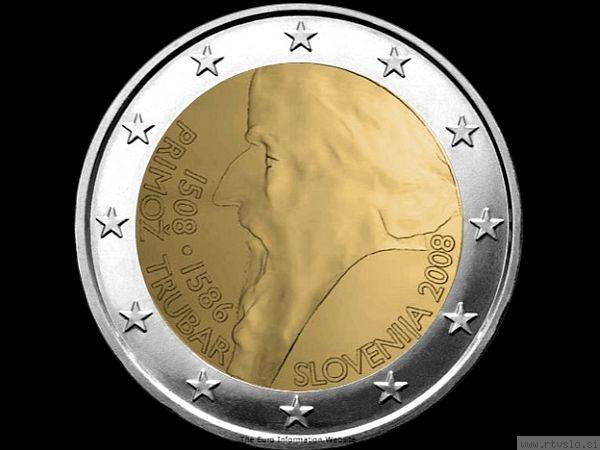 PRIMOŽ TRUBAR
1508 · 1586
SLOVENIJA 2008
The Euro Information Website
www.rtvslo.si